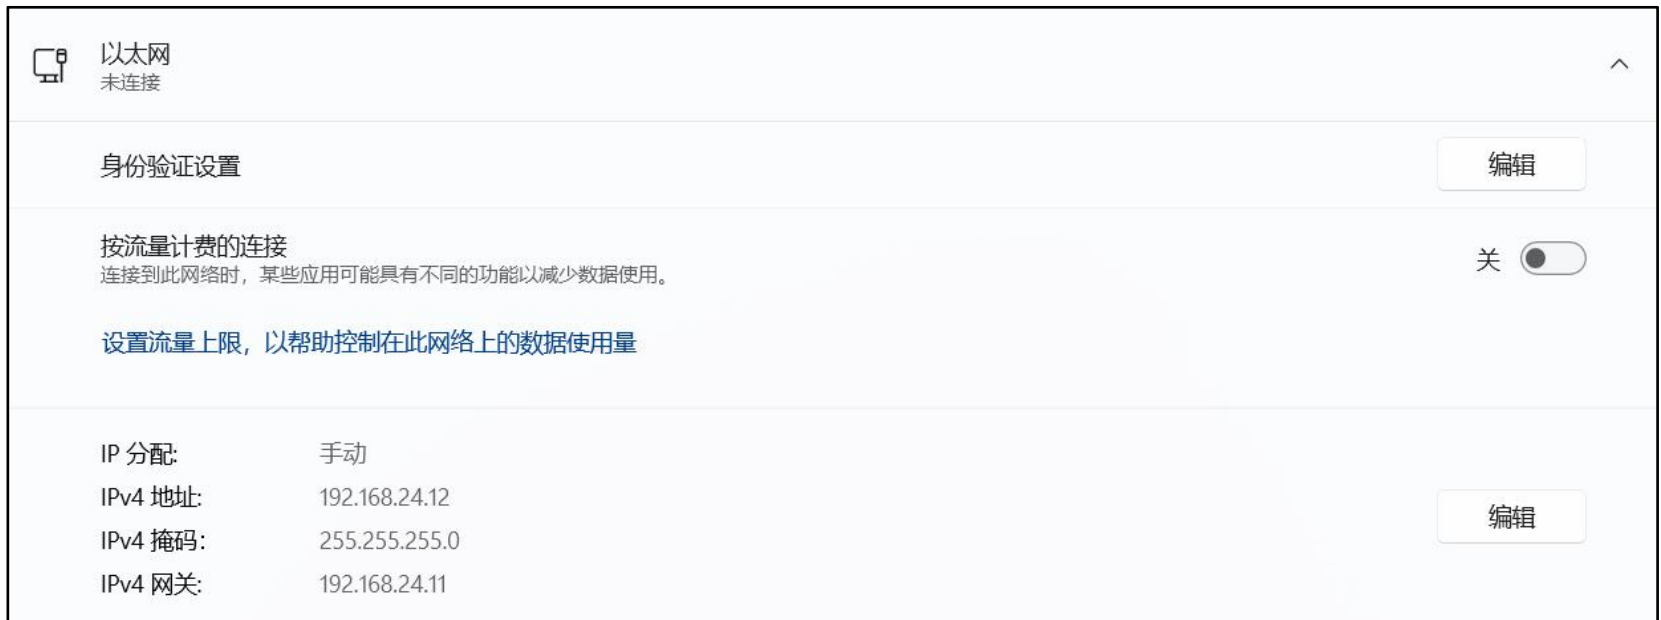 以太网
未连接
身份验证设置
编辑
按流量计费的连接
连接到此网络时，某些应用可能具有不同的功能以减少数据使用。
关
设置流量上限，以帮助控制在此网络上的数据使用量
IP 分配: 手动
IPv4 地址: 192.168.24.12
IPv4 掩码: 255.255.255.0
IPv4 网关: 192.168.24.11
编辑